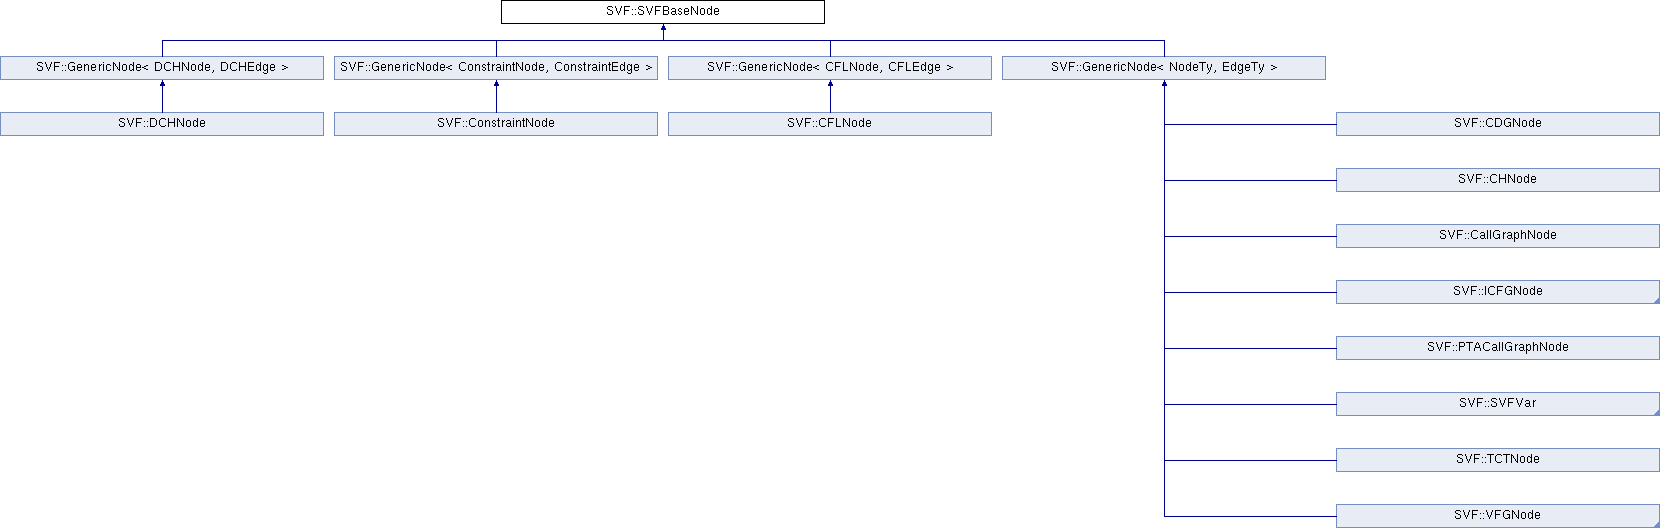 SVF::SVFBaseNode
SVF::GenericNode< DCHNode, DCHEdge >
SVF::GenericNode< ConstraintNode, ConstraintEdge >
SVF::GenericNode< CFLNode, CFLEdge >
SVF::GenericNode< NodeTy, EdgeTy >
SVF::DCHNode
SVF::ConstraintNode
SVF::CFLNode
SVF::CDGNode
SVF::CHNode
SVF::CallGraphNode
SVF::ICFGNode
SVF::PTACallGraphNode
SVF::SVFVar
SVF::TCTNode
SVF::VFGNode